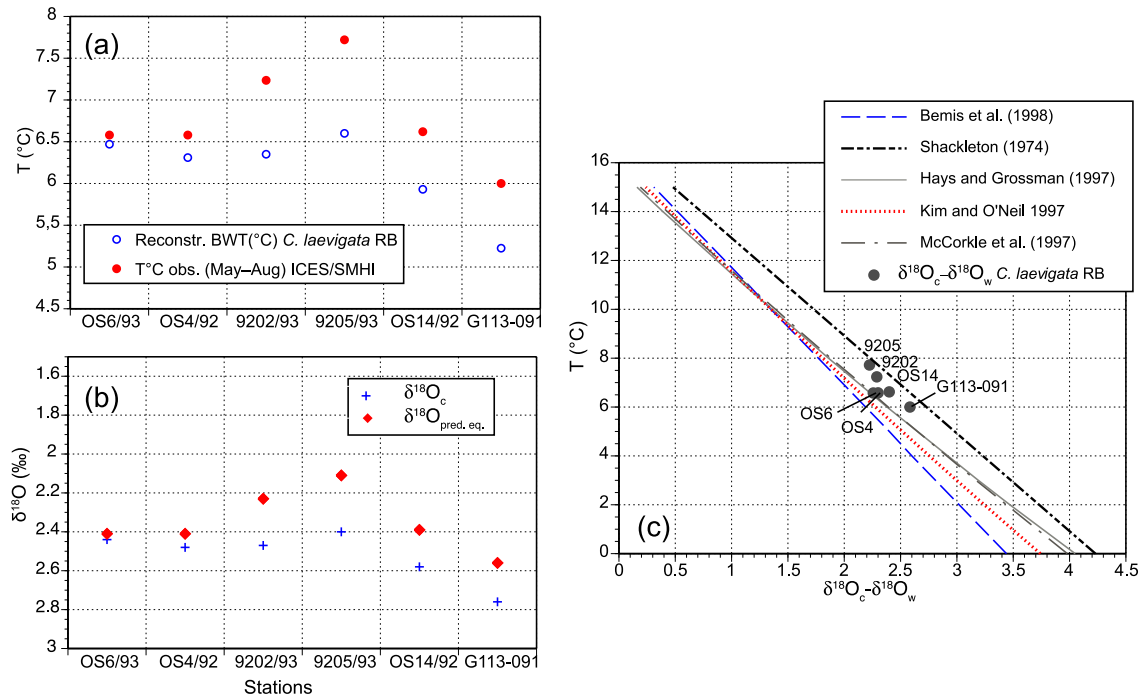 (a)
8
7.5
7
6.5
6
5.5
5
4.5
T (°C)
Reconstr. BWT(°C) C. laevigata RB
T°C obs. (May–Aug) ICES/SMHI
OS6/93 OS4/92 9202/93 9205/93 OS14/92 G113-091
(b)
1.6
1.8
2
2.2
2.4
2.6
2.8
3
δ¹⁸O (‰)
δ¹⁸Oc
δ¹⁸Opred. eq.
OS6/93 OS4/92 9202/93 9205/93 OS14/92 G113-091
Stations
Bemis et al. (1998)
Shackleton (1974)
Hays and Grossman (1997)
Kim and O'Neil 1997
McCorkle et al. (1997)
δ¹⁸Oc–δ¹⁸Ow C. laevigata RB
16
14
12
10
8
6
4
2
0
T (°C)
9205
9202
OS14
G113-091
OS6
OS4
(c)
0 0.5 1 1.5 2 2.5 3 3.5 4 4.5
δ¹⁸Oc-δ¹⁸Ow